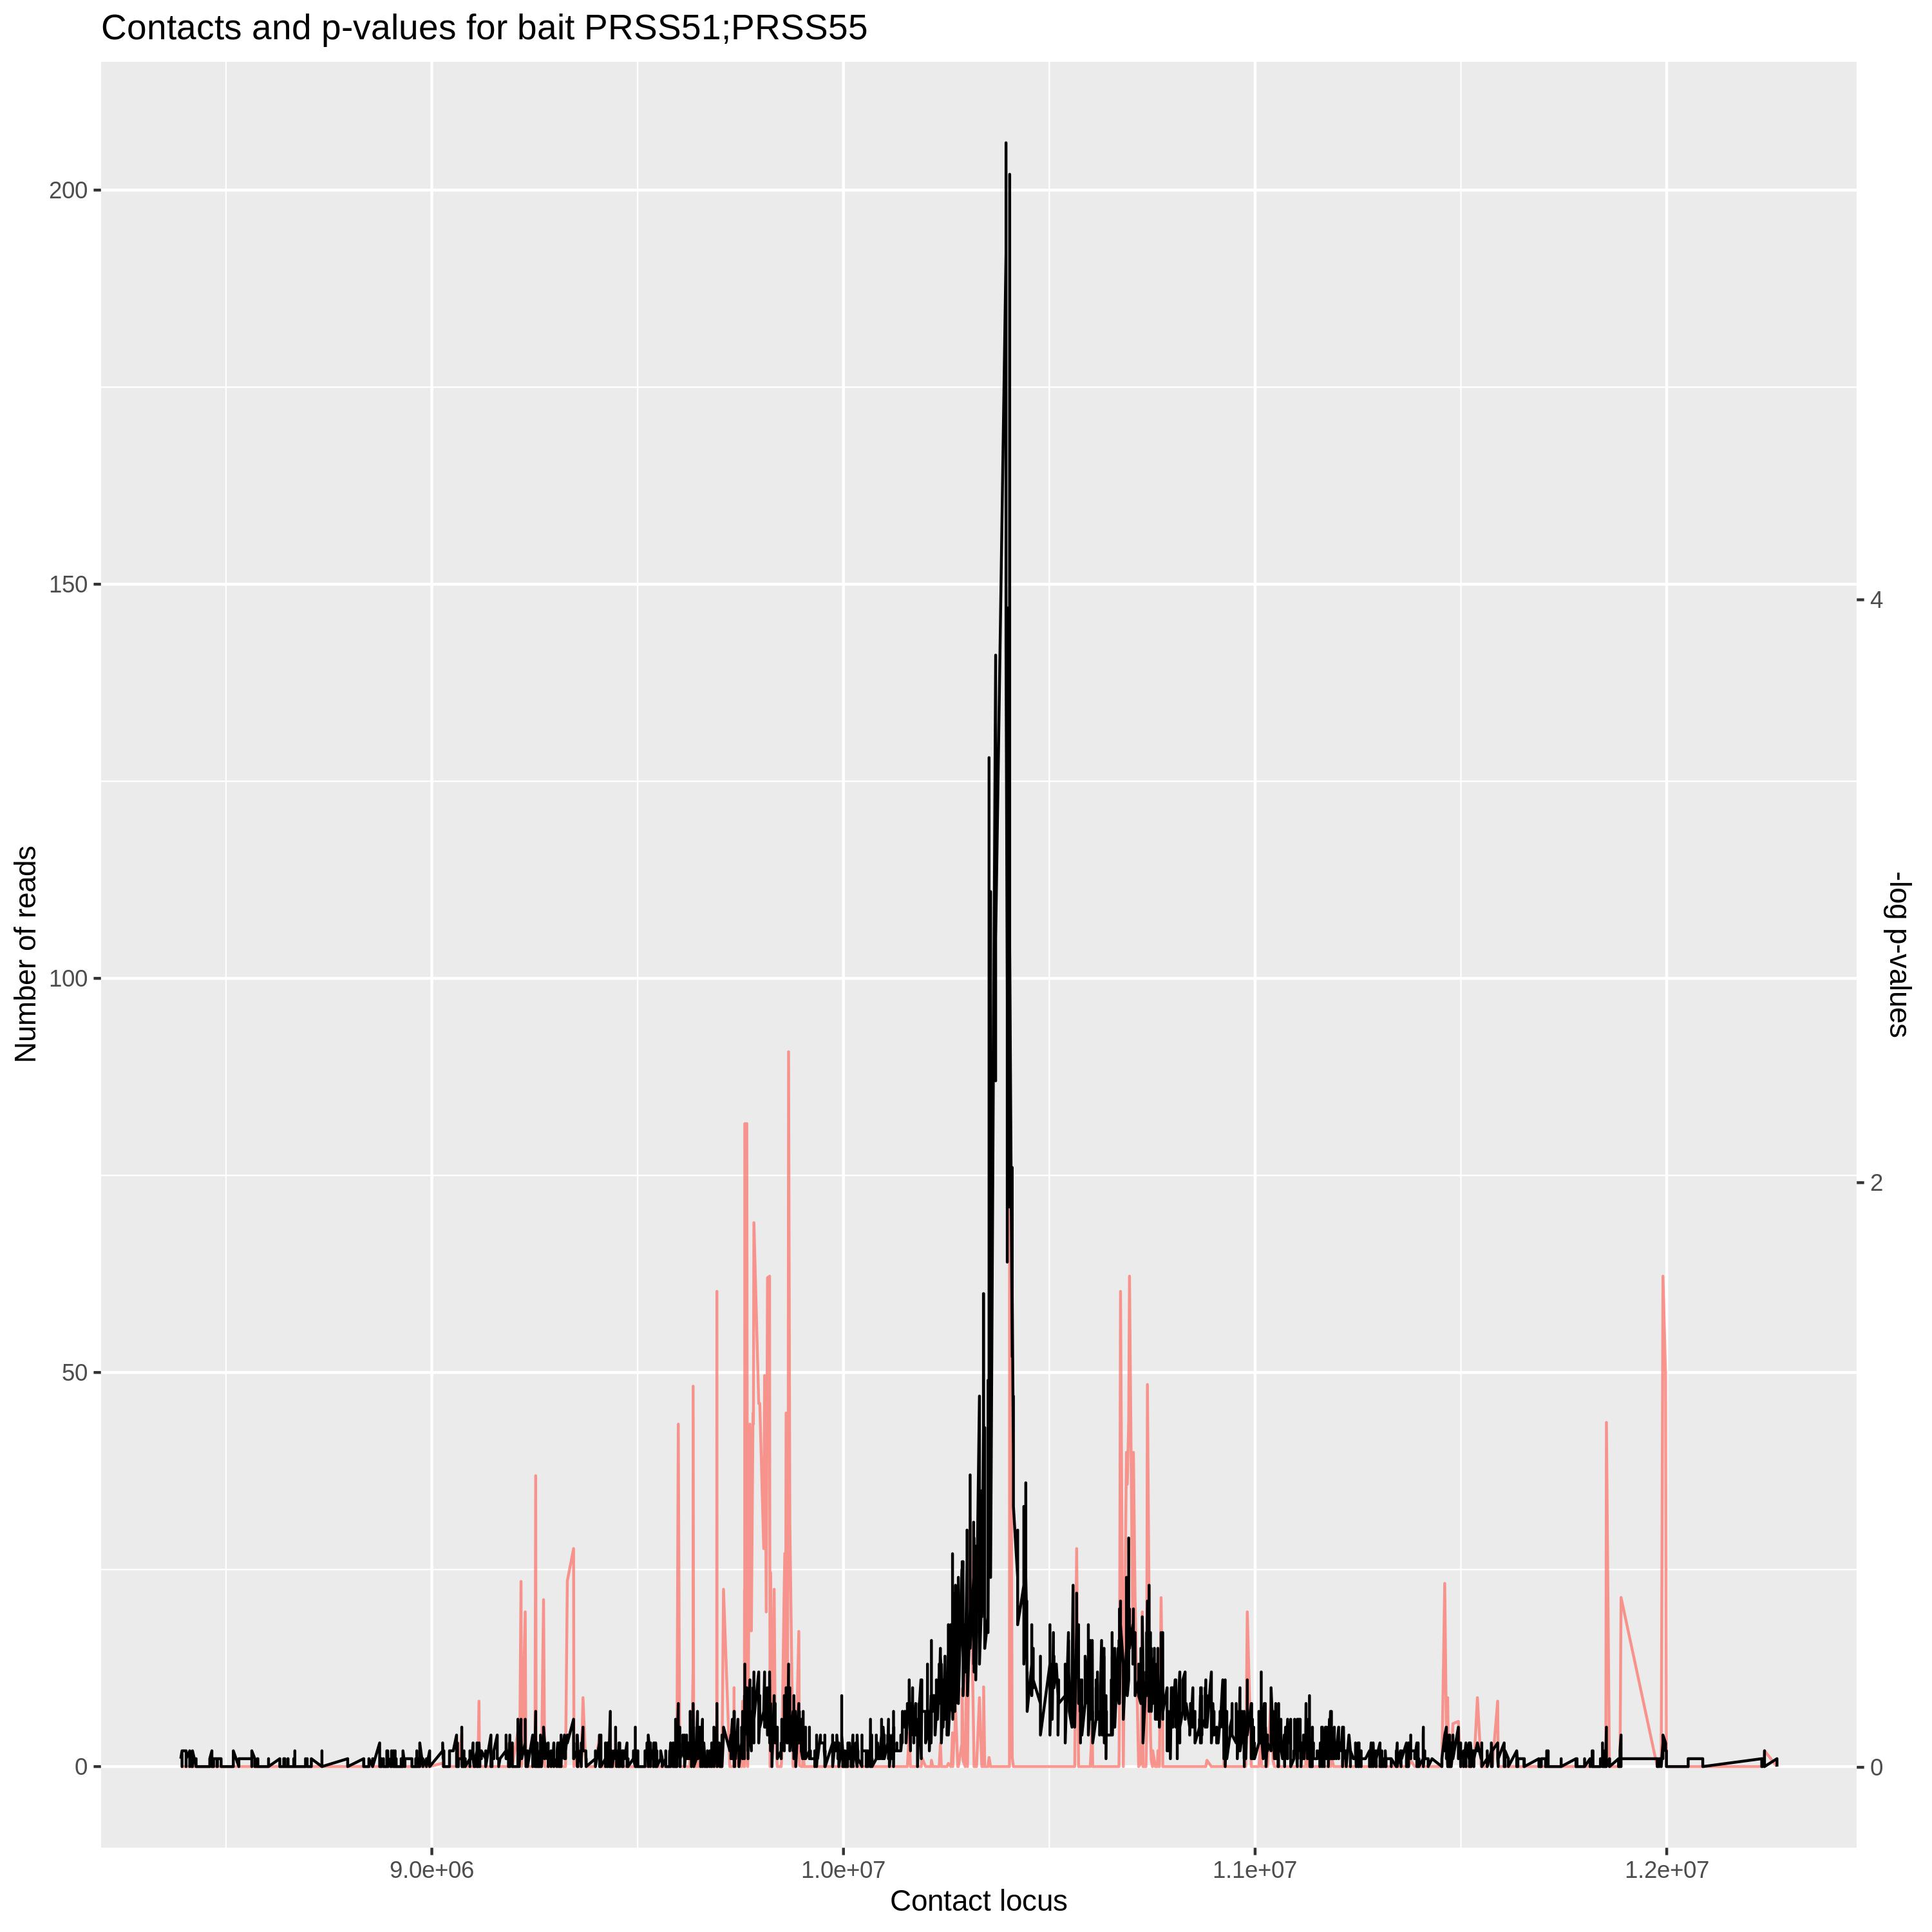 Contacts and p-values for bait PRSS51;PRSS55
200
150
100
50
0
Number of reads
4
2
0
-log p-values
9.0e+06
1.0e+07
1.1e+07
1.2e+07
Contact locus